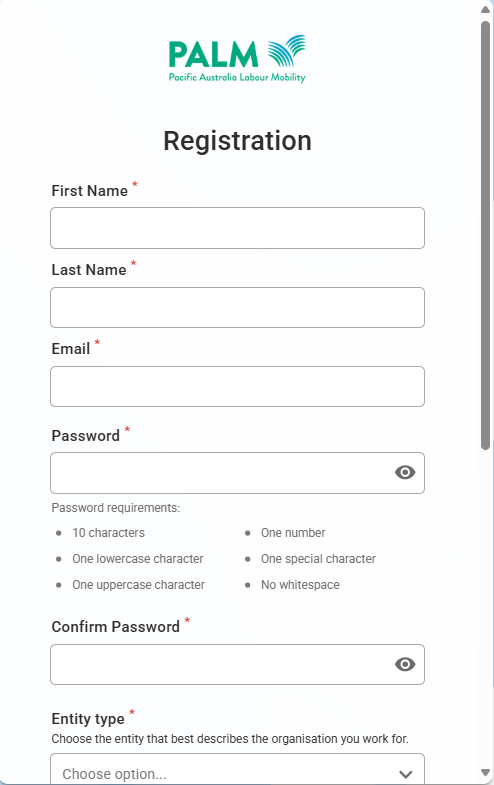 PALM
Pacific Australia Labour Mobility
Registration
First Name *
Last Name *
Email *
Password *
Password requirements:
10 characters
One number
One lowercase character
One special character
One uppercase character
No whitespace
Confirm Password *
Entity type *
Choose the entity that best describes the organisation you work for.
Choose option...